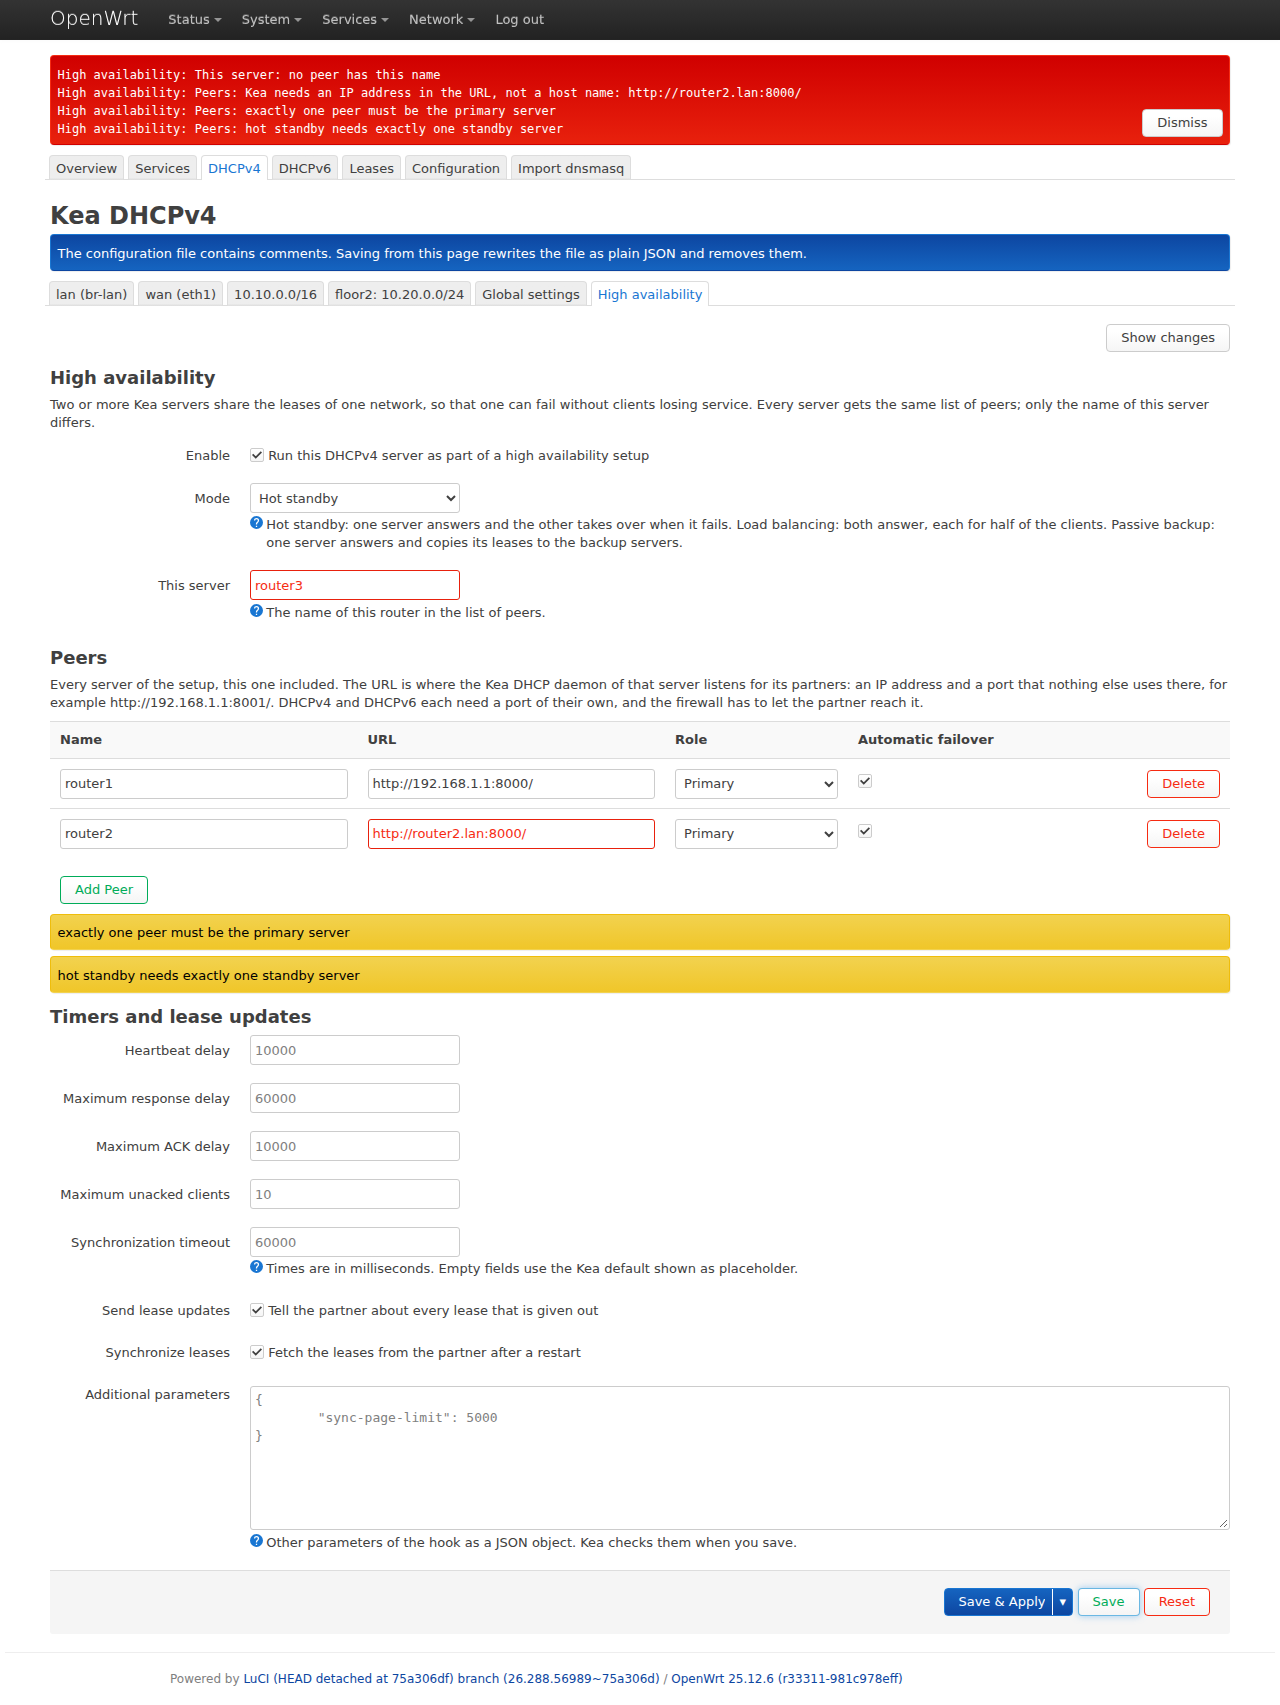 OpenWrt Status System Services Network Log out
High availability: This server: no peer has this name
High availability: Peers: Kea needs an IP address in the URL, not a host name: http://router2.lan:8000/
High availability: Peers: exactly one peer must be the primary server
High availability: Peers: hot standby needs exactly one standby server
Dismiss
Overview Services DHCPv4 DHCPv6 Leases Configuration Import dnsmasq
Kea DHCPv4
The configuration file contains comments. Saving from this page rewrites the file as plain JSON and removes them.
lan (br-lan) wan (eth1) 10.10.0.0/16 floor2: 10.20.0.0/24 Global settings High availability
Show changes
High availability
Two or more Kea servers share the leases of one network, so that one can fail without clients losing service. Every server gets the same list of peers; only the name of this server
differs.
Enable Run this DHCPv4 server as part of a high availability setup
Mode Hot standby
Hot standby: one server answers and the other takes over when it fails. Load balancing: both answer, each for half of the clients. Passive backup:
one server answers and copies its leases to the backup servers.
This server router3
The name of this router in the list of peers.
Peers
Every server of the setup, this one included. The URL is where the Kea DHCP daemon of that server listens for its partners: an IP address and a port that nothing else uses there, for
example http://192.168.1.1:8001/. DHCPv4 and DHCPv6 each need a port of their own, and the firewall has to let the partner reach it.
Name URL Role Automatic failover
router1 http://192.168.1.1:8000/ Primary Delete
router2 http://router2.lan:8000/ Primary Delete
Add Peer
exactly one peer must be the primary server
hot standby needs exactly one standby server
Timers and lease updates
Heartbeat delay 10000
Maximum response delay 60000
Maximum ACK delay 10000
Maximum unacked clients 10
Synchronization timeout 60000
Times are in milliseconds. Empty fields use the Kea default shown as placeholder.
Send lease updates Tell the partner about every lease that is given out
Synchronize leases Fetch the leases from the partner after a restart
Additional parameters {
"sync-page-limit": 5000
}
Other parameters of the hook as a JSON object. Kea checks them when you save.
Save & Apply ▾ Save Reset
Powered by LuCI (HEAD detached at 75a306df) branch (26.288.56989~75a306d) / OpenWrt 25.12.6 (r33311-981c978eff)